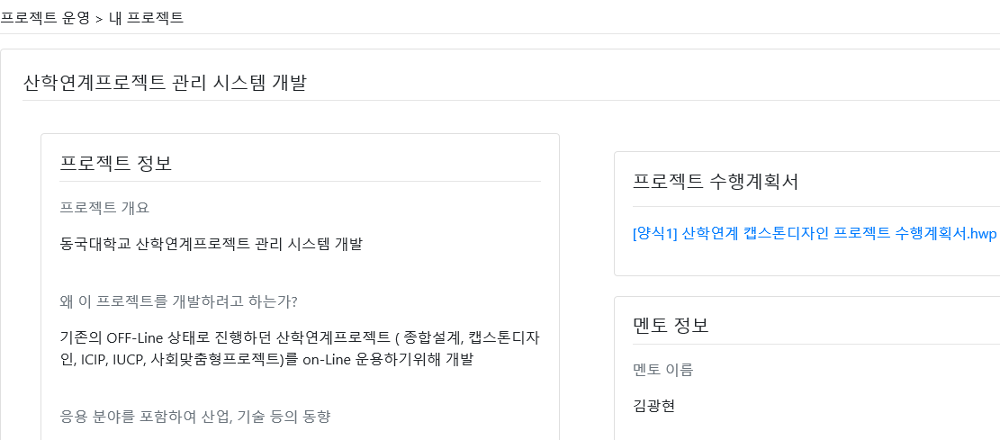 프로젝트 운영 > 내 프로젝트
산학연계프로젝트 관리 시스템 개발
프로젝트 정보
프로젝트 개요
동국대학교 산학연계프로젝트 관리 시스템 개발
왜 이 프로젝트를 개발하려고 하는가?
기존의 OFF-Line 상태로 진행하던 산학연계프로젝트 ( 종합설계, 캡스톤디자
인, ICIP, IUCP, 사회맞춤형프로젝트)를 on-Line 운용하기위해 개발
응용 분야를 포함하여 산업, 기술 등의 동향
프로젝트 수행계획서
[양식1] 산학연계 캡스톤디자인 프로젝트 수행계획서.hwp
멘토 정보
멘토 이름
김광현